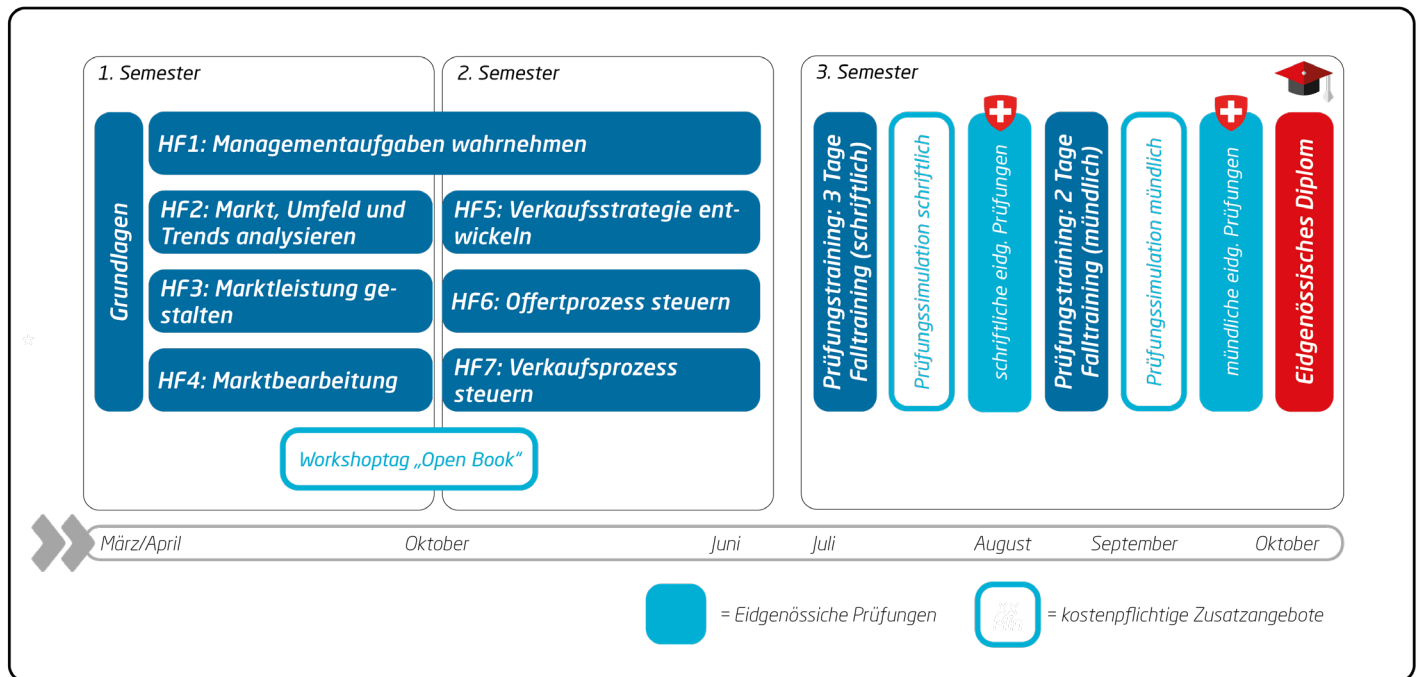 1. Semester
2. Semester
3. Semester
Grundlagen
HF1: Managementaufgaben wahrnehmen
HF2: Markt, Umfeld und
Trends analysieren
HF3: Marktleistung ge-
stalten
HF4: Marktbearbeitung
HF5: Verkaufsstrategie ent-
wickeln
HF6: Offertprozess steuern
HF7: Verkaufsprozess
steuern
Workshoptag „Open Book“
Prüfungstraining: 3 Tage
Falltraining (schriftlich)
Prüfungssimulation schriftlich
schriftliche eidg. Prüfungen
Prüfungstraining: 2 Tage
Falltraining (mündlich)
Prüfungssimulation mündlich
mündliche eidg. Prüfungen
Eidgenössisches Diplom
März/April
Oktober
Juni
Juli
August
September
Oktober
= Eidgenössiche Prüfungen
= kostenpflichtige Zusatzangebote